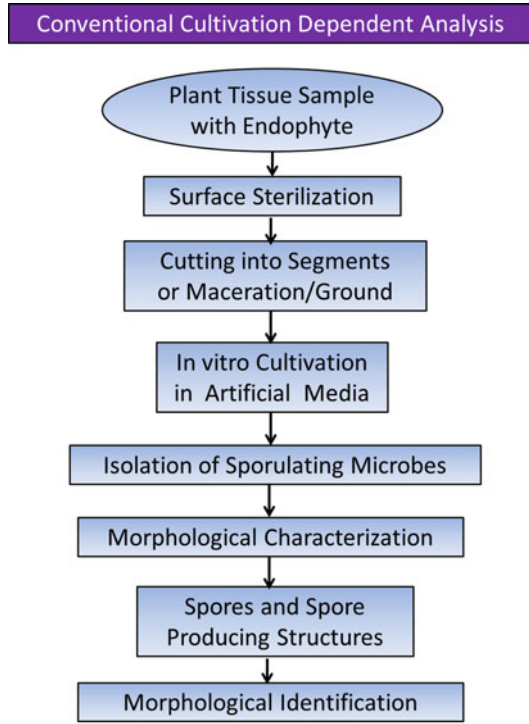 Conventional Cultivation Dependent Analysis
Plant Tissue Sample
with Endophyte
Surface Sterilization
Cutting into Segments
or Maceration/Ground
In vitro Cultivation
in Artificial Media
Isolation of Sporulating Microbes
Morphological Characterization
Spores and Spore
Producing Structures
Morphological Identification